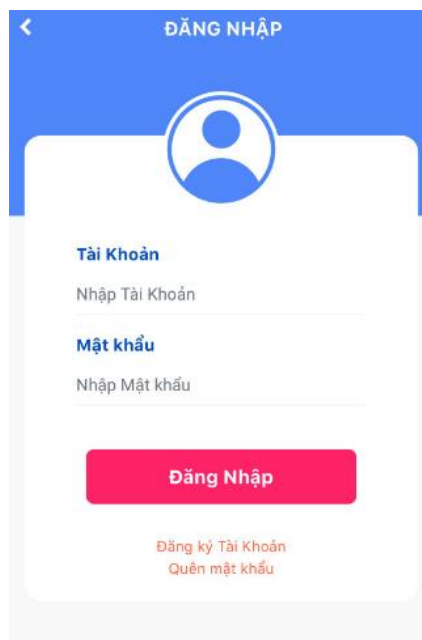 ĐĂNG NHẬP
Tài Khoản
Nhập Tài Khoản
Mật khẩu
Nhập Mật khẩu
Đăng Nhập
Đăng ký Tài Khoản
Quên mật khẩu